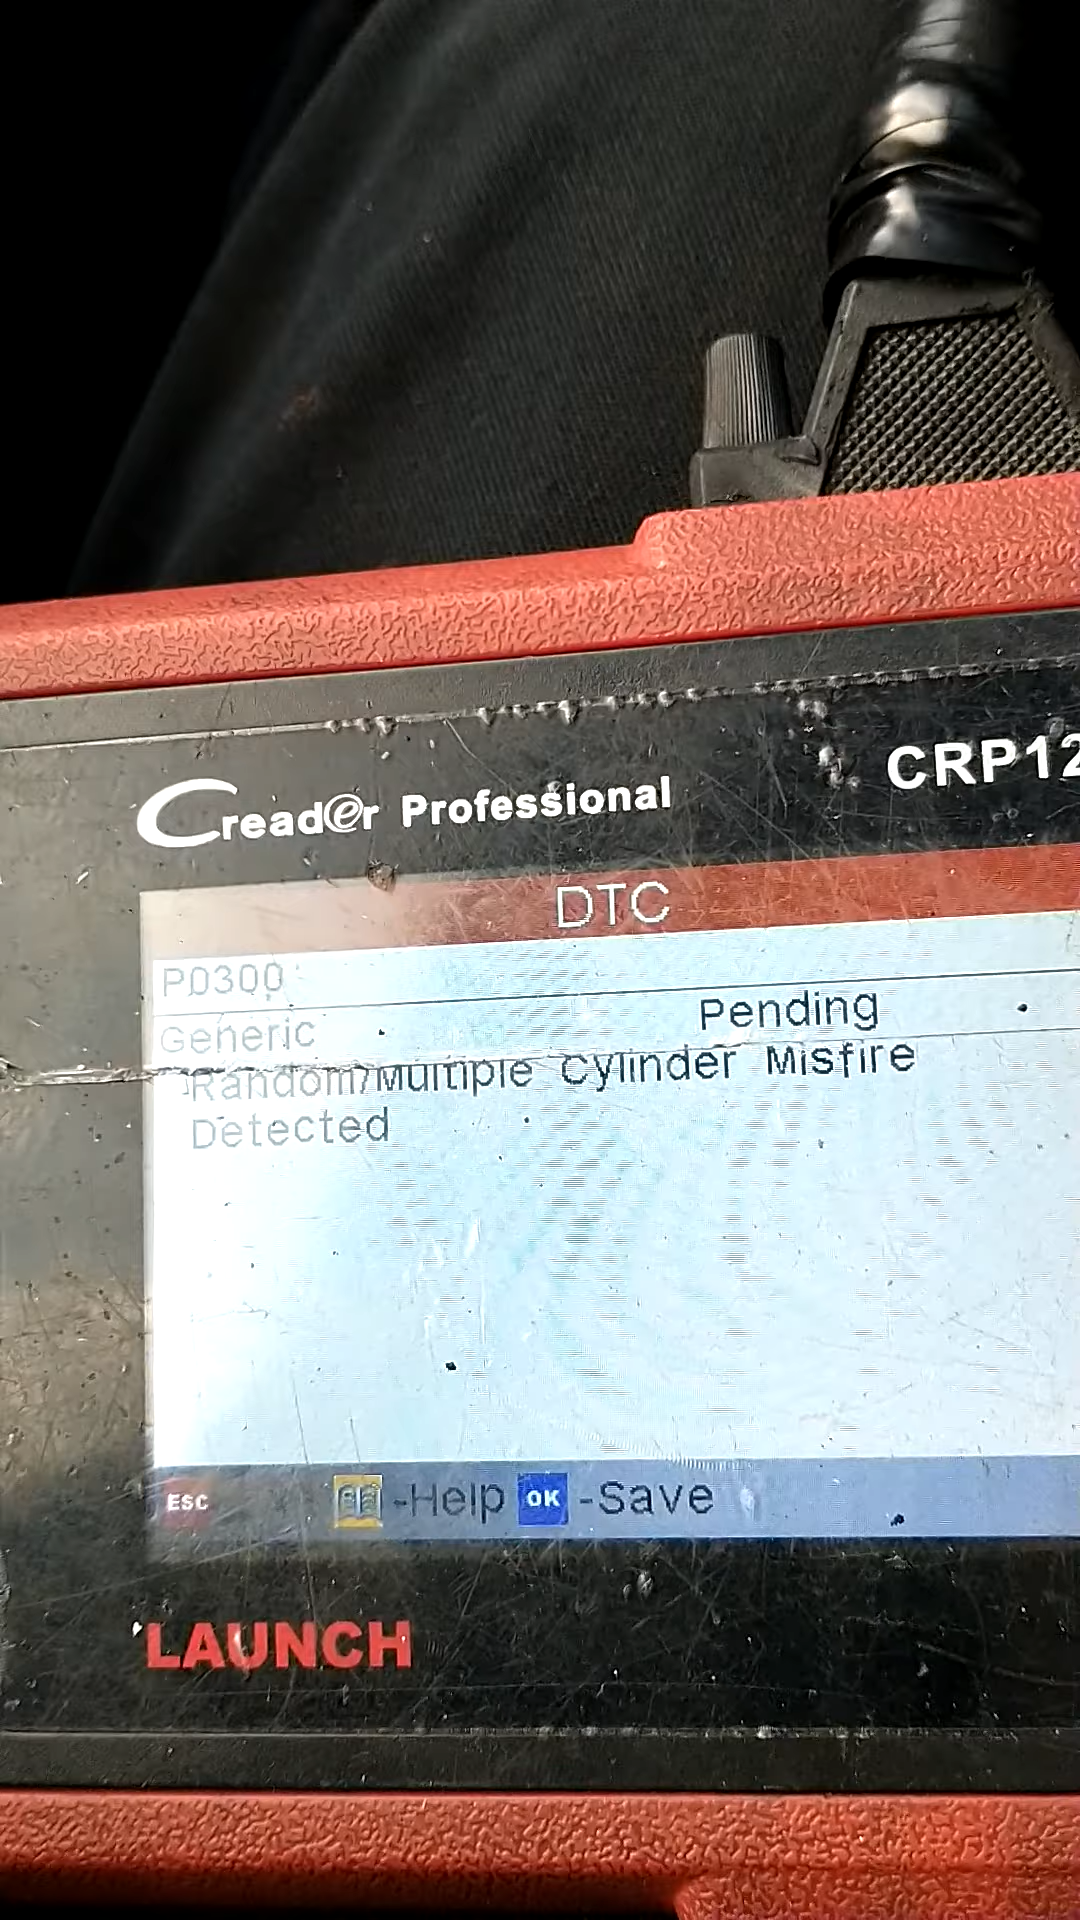 Creader Professional
CRP12
DTC
P0300
Generic Pending
Random/Multiple Cylinder Misfire
Detected
ESC -Help OK -Save
LAUNCH